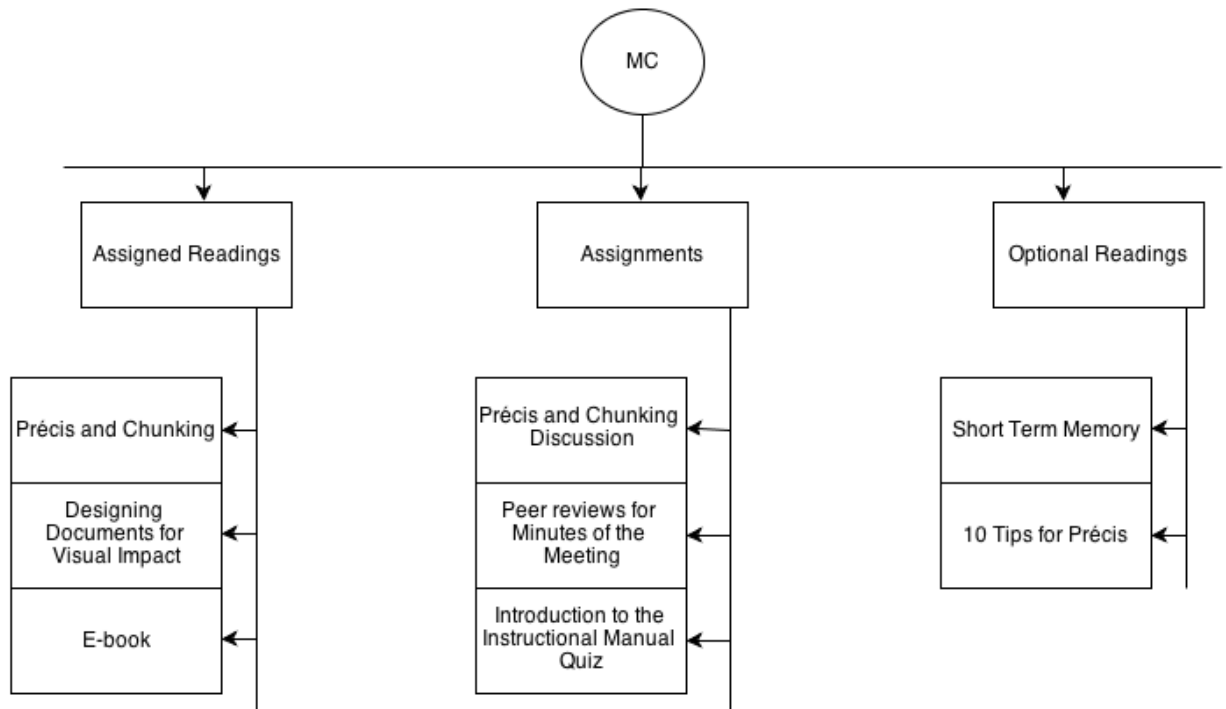 MC
Assigned Readings
Assignments
Optional Readings
Précis and Chunking
Designing
Documents for
Visual Impact
E-book
Précis and Chunking
Discussion
Peer reviews for
Minutes of the
Meeting
Introduction to the
Instructional Manual
Quiz
Short Term Memory
10 Tips for Précis